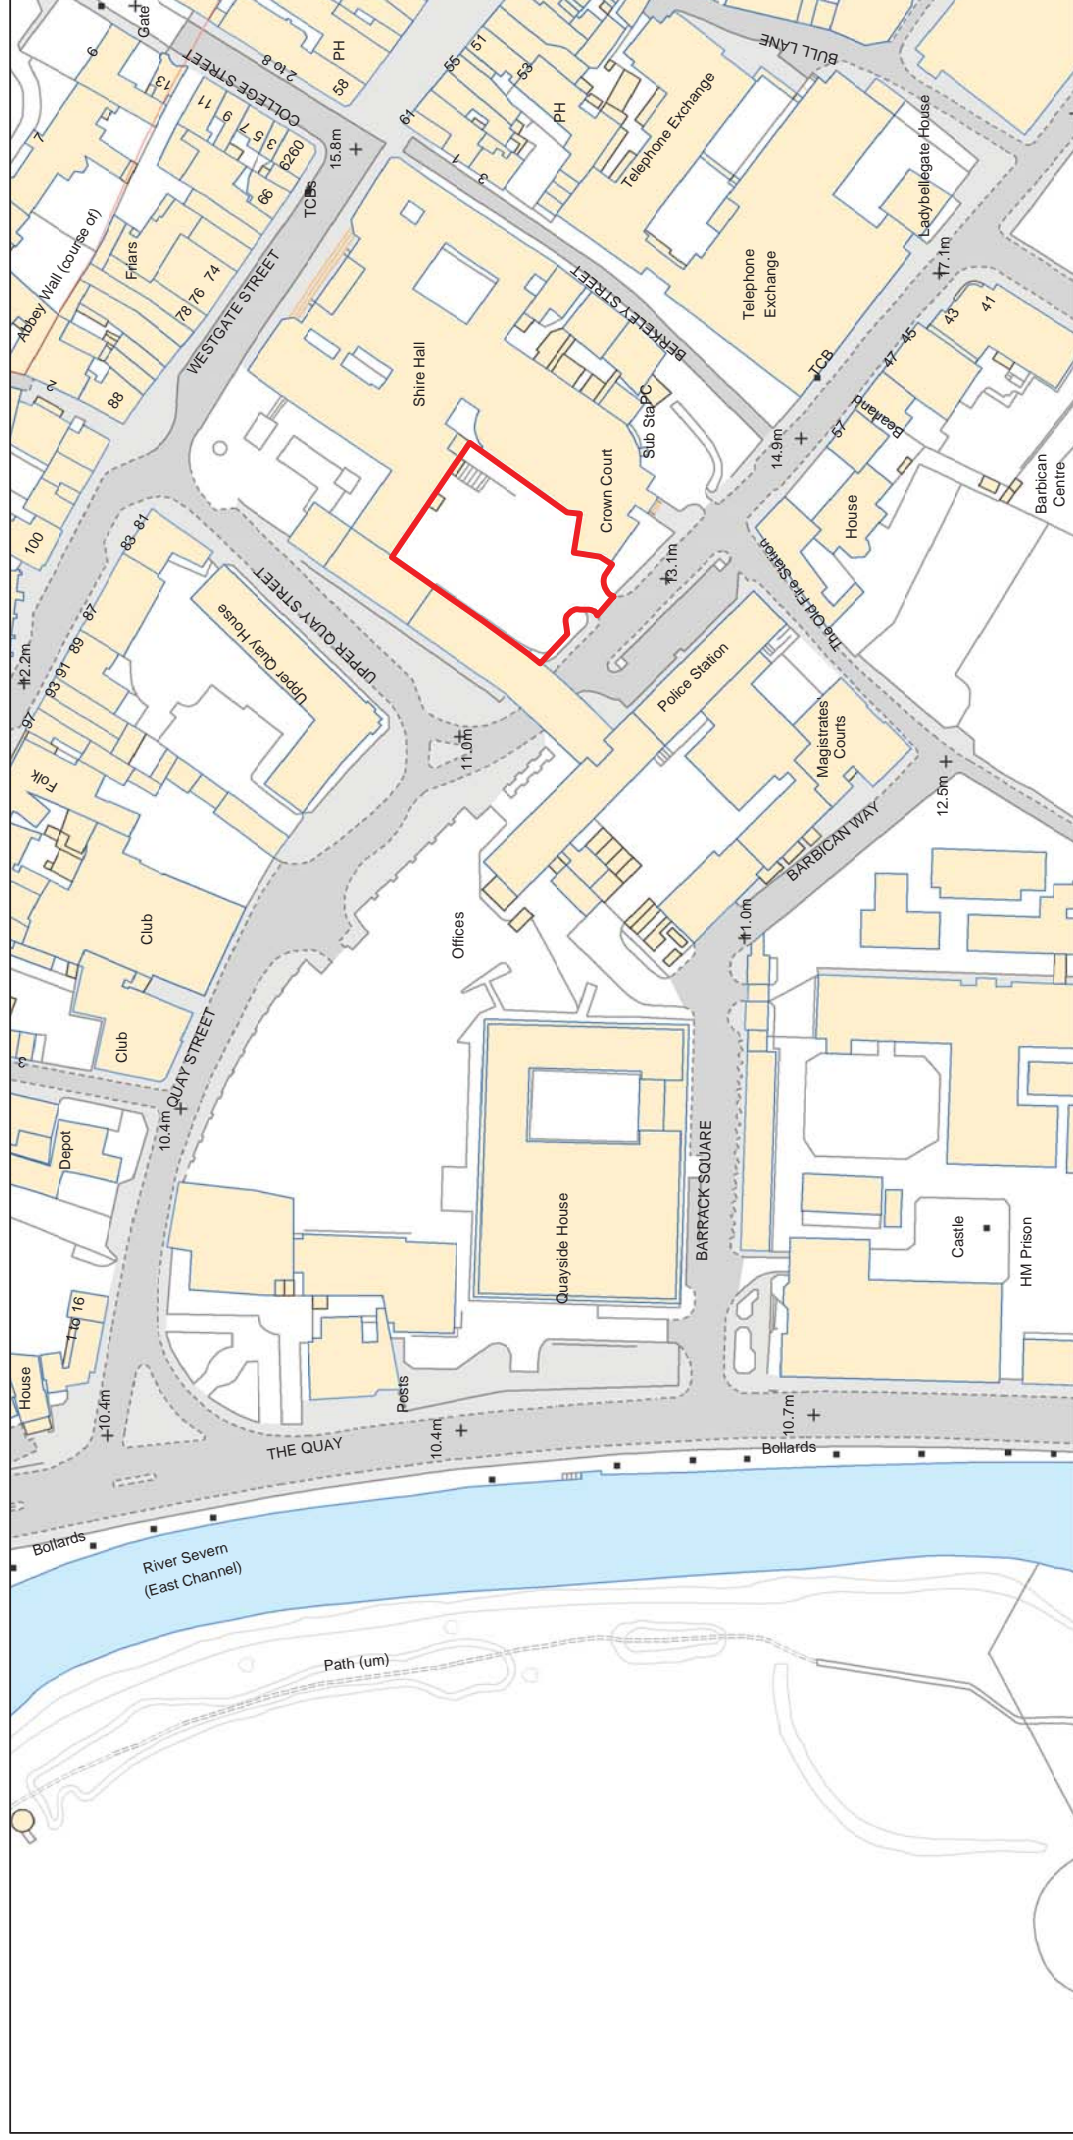 Gate
6
7
13
11
9
7
5
3
COLLEGE STREET
2 to 8
PH
58
6260
66
15.8m
TCBs
61
55
51
53
PH
BULL LANE
Telephone Exchange
Abbey Wall (course of)
Friars
78
76
74
WESTGATE STREET
1
3
BERKELEY STREET
Telephone
Exchange
Ladybellegate House
17.1m
2
88
Shire Hall
TCB
41
43
45
47
57
Bearland
PC
Sub Sta
14.9m
Crown Court
Barbican
Centre
100
83
81
House
13.1m
The Old Fire Station
UPPER QUAY STREET
Upper Quay House
87
89
91
93
97
12.2m
Folk
Police Station
11.0m
Magistrates'
Courts
12.5m
BARBICAN WAY
Club
Offices
11.0m
Club
QUAY STREET
3
10.4m
Depot
BARRACK SQUARE
Quayside House
Castle
HM Prison
1 to 16
House
10.4m
Posts
THE QUAY
10.4m
10.7m
Bollards
Bollards
River Severn
(East Channel)
Path (um)